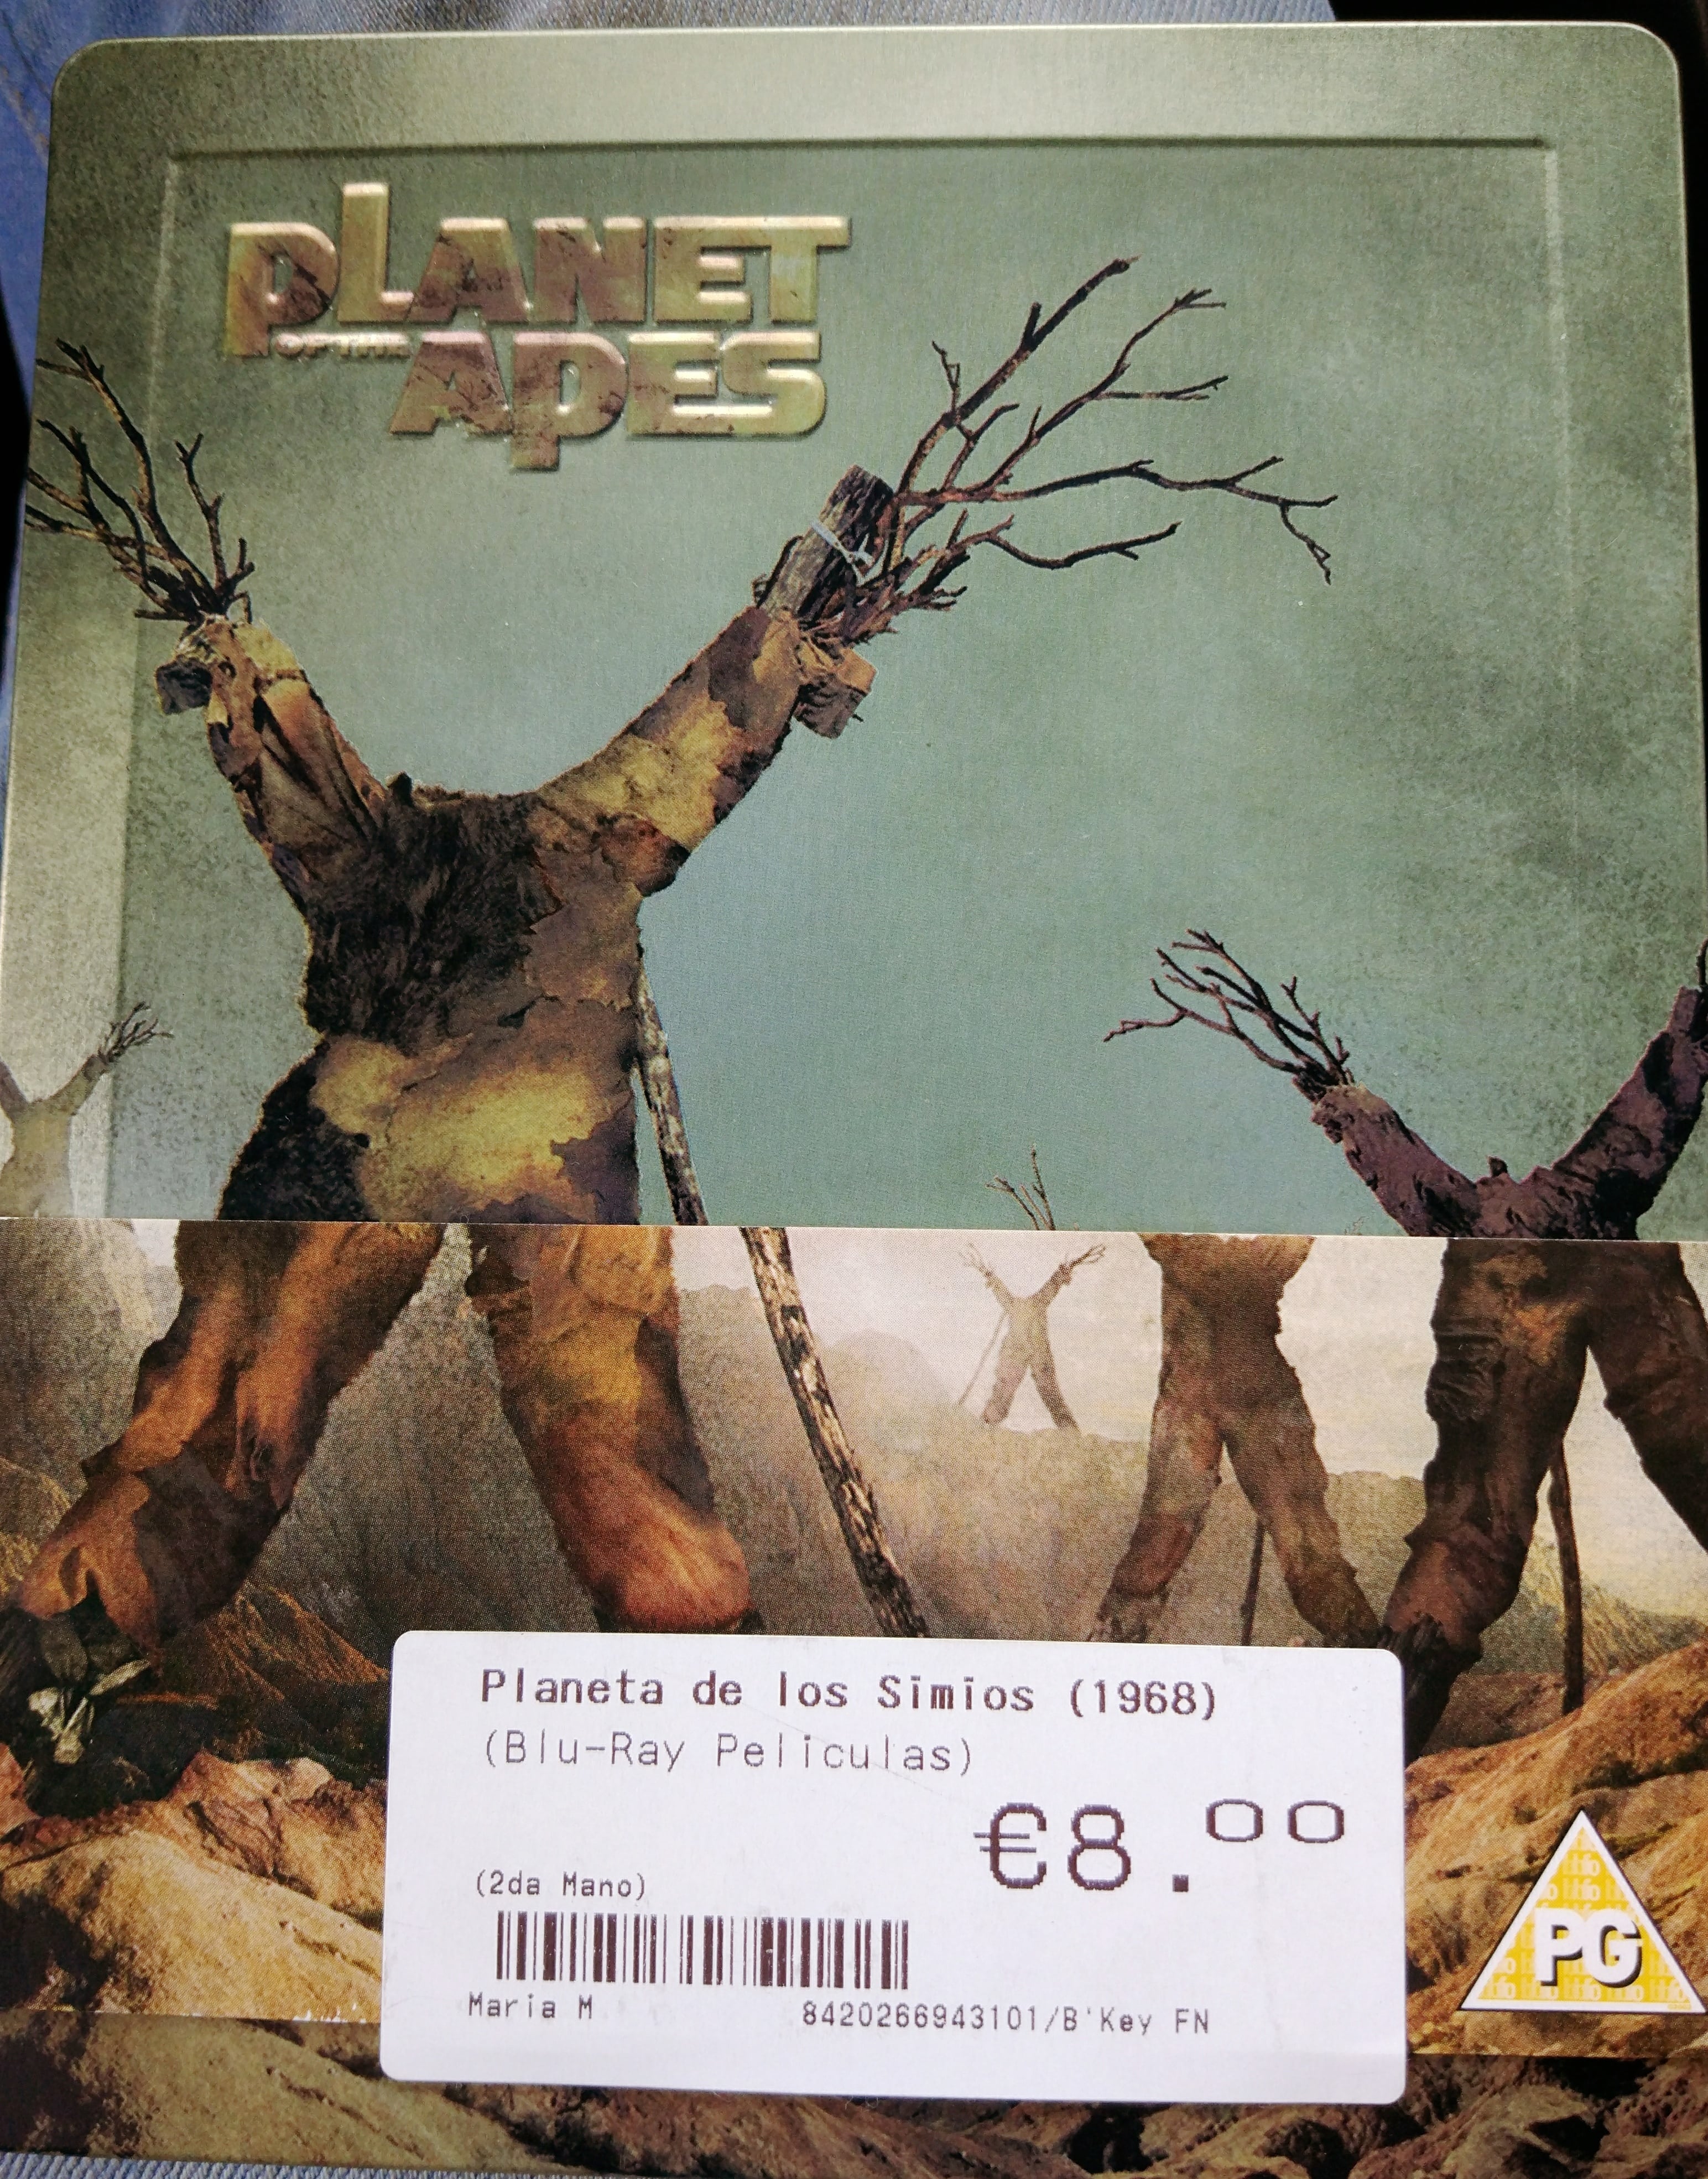 PLANET
OF THE
APES
Planeta de los Simios (1968)
(Blu-Ray Peliculas)
€8.00
(2da Mano)
Maria M 8420266943101/B'Key FN
PG